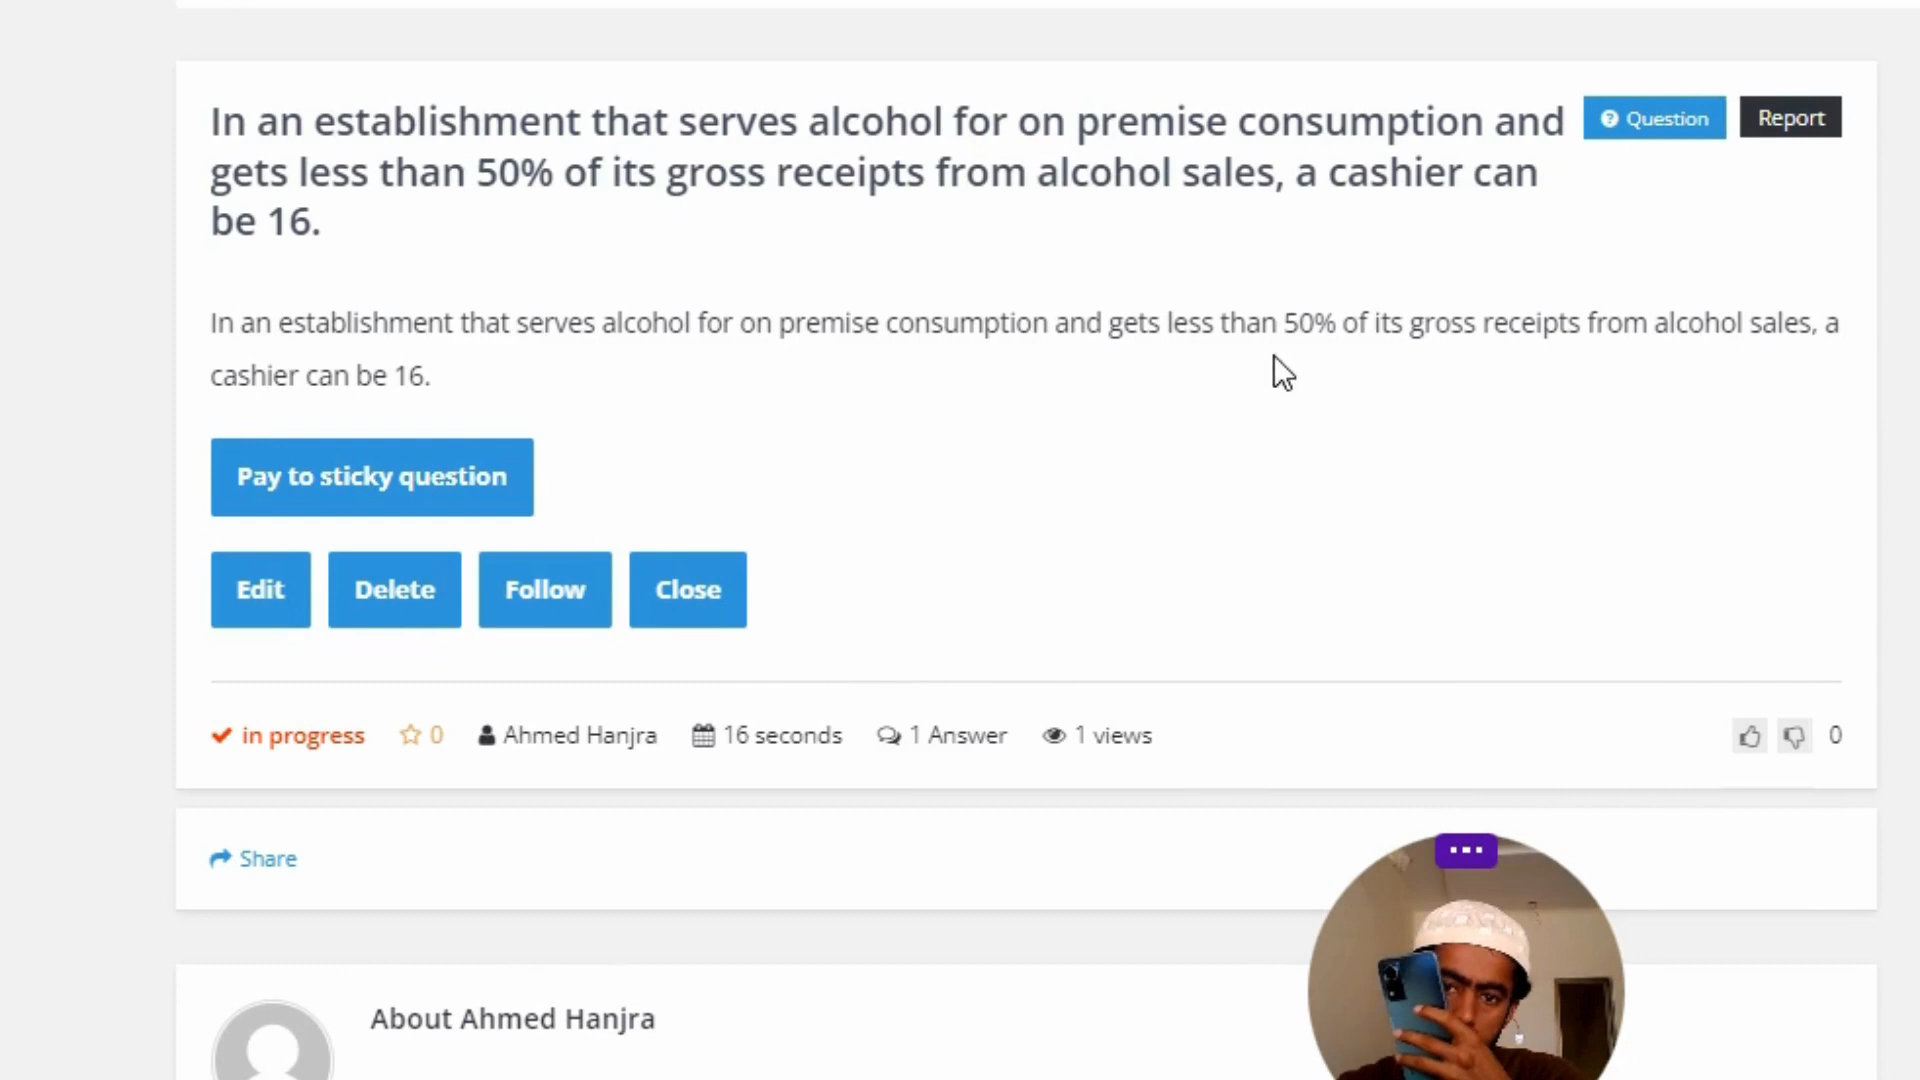 In an establishment that serves alcohol for on premise consumption and
gets less than 50% of its gross receipts from alcohol sales, a cashier can
be 16.
Question
Report
In an establishment that serves alcohol for on premise consumption and gets less than 50% of its gross receipts from alcohol sales, a
cashier can be 16.
Pay to sticky question
Edit Delete Follow Close
in progress 0 Ahmed Hanjra 16 seconds 1 Answer 1 views 0
Share
About Ahmed Hanjra